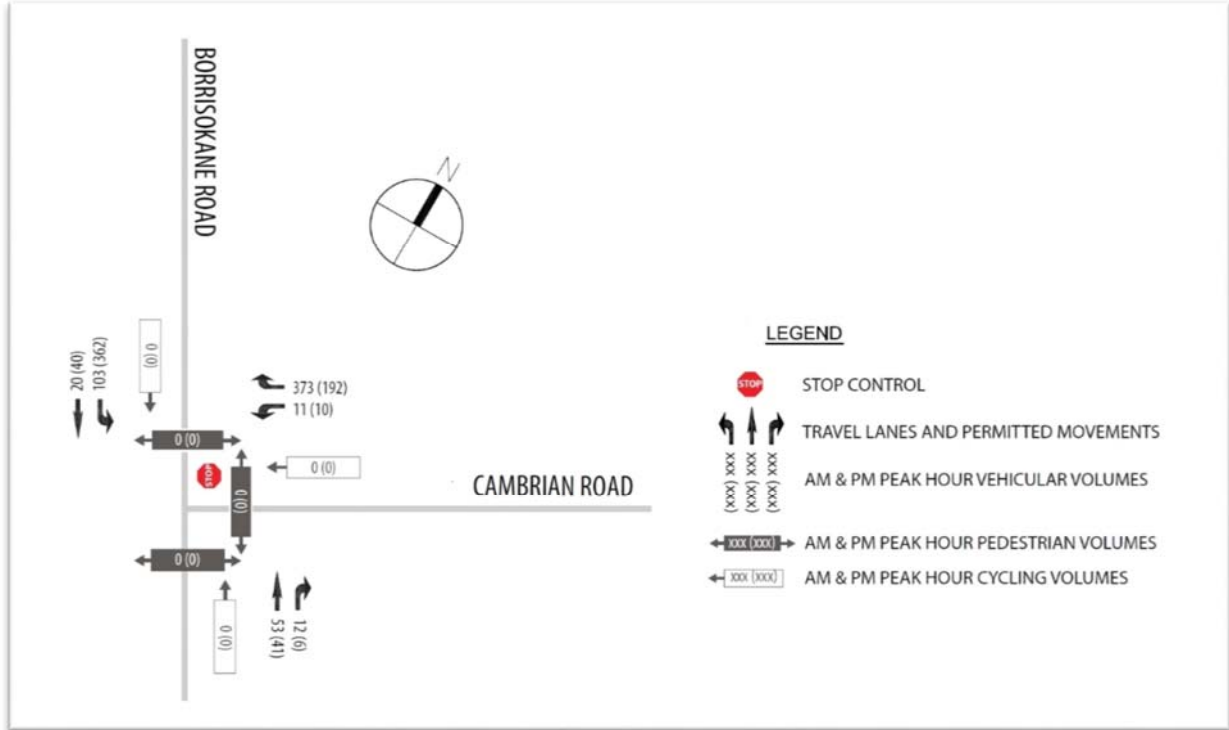 BORRISOKANE ROAD
N
20 (40)
103 (362)
0 (0)
373 (192)
11 (10)
0 (0)
STOP
0 (0)
0 (0)
CAMBRIAN ROAD
0 (0)
0 (0)
53 (41)
12 (6)
LEGEND
STOP
STOP CONTROL
TRAVEL LANES AND PERMITTED MOVEMENTS
xxx (xxx)
xxx (xxx)
xxx (xxx)
AM & PM PEAK HOUR VEHICULAR VOLUMES
xxx (xxx)
AM & PM PEAK HOUR PEDESTRIAN VOLUMES
xxx (xxx)
AM & PM PEAK HOUR CYCLING VOLUMES